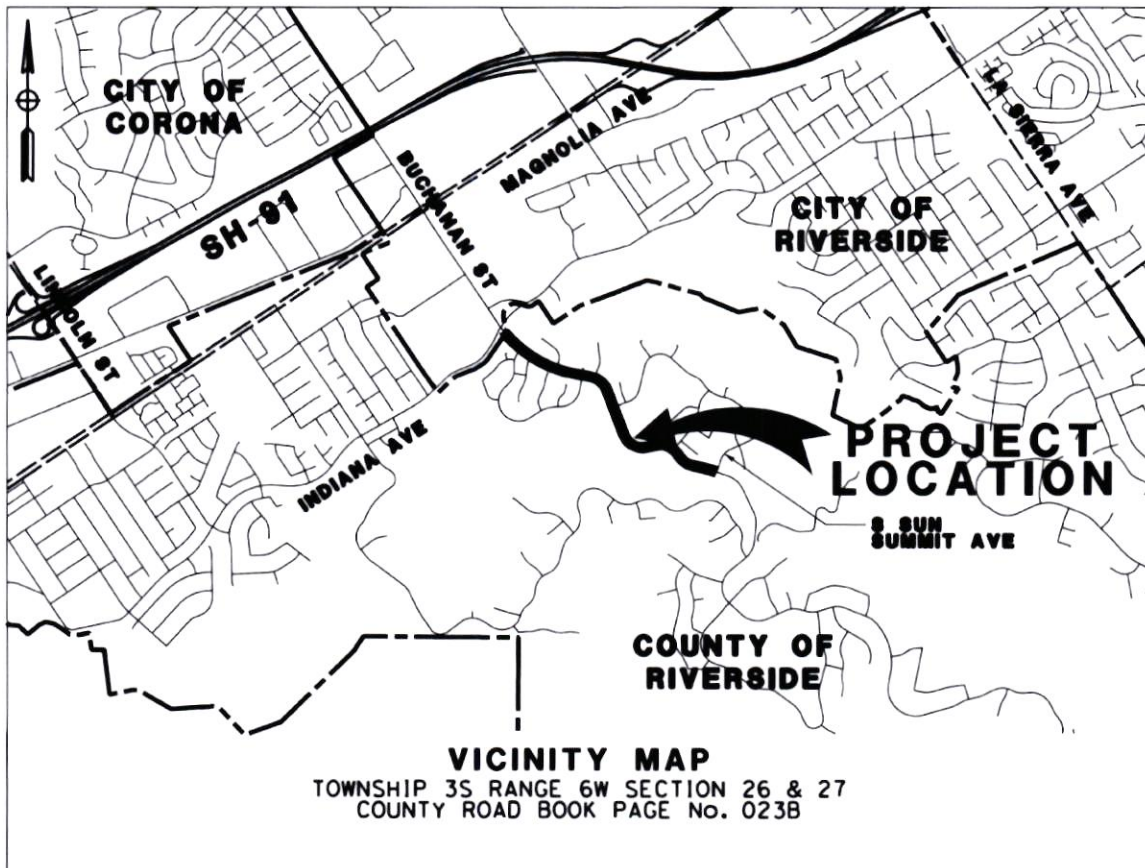 CITY OF
CORONA
SH-91
BUCHANAN ST
MAGNOLIA AVE
LA SIERRA AVE
CITY OF
RIVERSIDE
LINCOLN ST
INDIANA AVE
PROJECT
LOCATION
S SUN
SUMMIT AVE
COUNTY OF
RIVERSIDE
VICINITY MAP
TOWNSHIP 3S RANGE 6W SECTION 26 & 27
COUNTY ROAD BOOK PAGE No. 023B